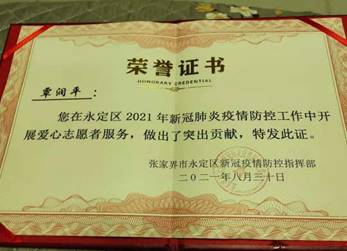 荣誉证书
HONORARY CREDENTIAL
覃润平：
您在永定区2021年新冠肺炎疫情防控工作中开
展爱心志愿者服务，做出了突出贡献，特发此证。
张家界市永定区新冠疫情防控指挥部
二〇二一年八月三十日